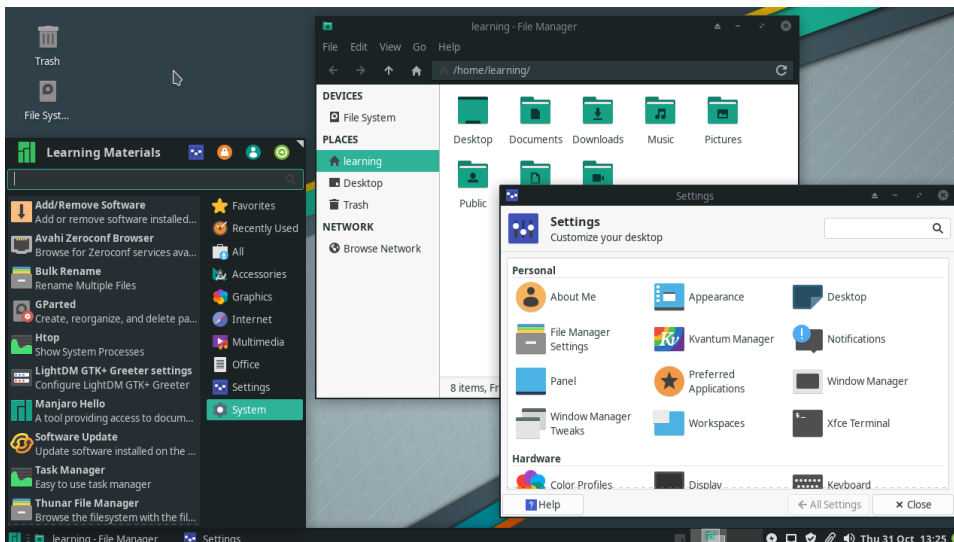 Trash
File Syst...
learning - File Manager
File Edit View Go Help
/home/learning/
DEVICES
File System
PLACES
learning
Desktop
Trash
NETWORK
Browse Network
Desktop
Documents
Downloads
Music
Pictures
Public
8 items, Fr
Learning Materials
Add/Remove Software
Add or remove software installed...
Avahi Zeroconf Browser
Browse for Zeroconf services ava...
Bulk Rename
Rename Multiple Files
GParted
Create, reorganize, and delete pa...
Htop
Show System Processes
LightDM GTK+ Greeter settings
Configure LightDM GTK+ Greeter
Manjaro Hello
A tool providing access to docum...
Software Update
Update software installed on the ...
Task Manager
Easy to use task manager
Thunar File Manager
Browse the filesystem with the fil...
Favorites
Recently Used
All
Accessories
Graphics
Internet
Multimedia
Office
Settings
System
Settings
Settings
Customize your desktop
Personal
About Me
Appearance
Desktop
File Manager
Settings
Kvantum Manager
Notifications
Panel
Preferred
Applications
Window Manager
Window Manager
Tweaks
Workspaces
Xfce Terminal
Hardware
Color Profiles
Display
Keyboard
Help
All Settings
Close
learning - File Manager
Settings
Thu 31 Oct, 13:25